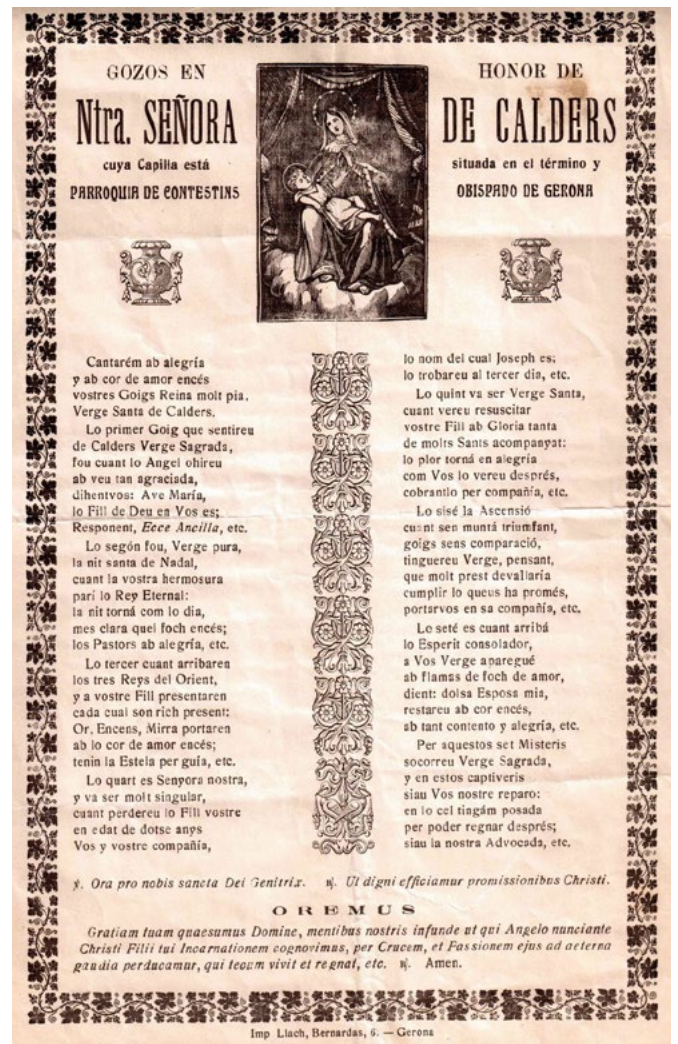 GOZOS EN HONOR DE
Ntra. SEÑORA DE CALDERS
cuya Capilla está situada en el término y
PARROQUIA DE CONTESTINS OBISPADO DE GERONA
Cantarém ab alegría
y ab cor de amor encés
vostres Goigs Reina molt pia,
Verge Santa de Calders.
Lo primer Goig que sentireu
de Calders Verge Sagrada,
fou cuant lo Angel ohireu
ab veu tan agraciada,
dihentvos: Ave María,
lo Fill de Deu en Vos es;
Responent, Ecce Ancilla, etc.
Lo segón fou, Verge pura,
la nit santa de Nadal,
cuant la vostra hermosura
parí lo Rey Eternal:
la nit torná com lo dia,
mes clara quel foch encés;
los Pastors ab alegría, etc.
Lo tercer cuant arribaren
los tres Reys del Orient,
y a vostre Fill presentaren
cada cual son rich present:
Or, Encens, Mirra portaren
ab lo cor de amor encés;
tenin la Estela per guía, etc.
Lo quart es Senyora nostra,
y va ser molt singular,
cuant perdereu lo Fill vostre
en edat de dotse anys
Vos y vostre compañía,
lo nom del cual Joseph es;
lo trobareu al tercer dia, etc.
Lo quint va ser Verge Santa,
cuant vereu resuscitar
vostre Fill ab Gloria tanta
de molts Sants acompanyat:
lo plor torná en alegría
com Vos lo vereu després,
cobrantlo per compañía, etc.
Lo sisé la Ascensió
cuant sen muntá triumfant,
goigs sens comparació,
tinguereu Verge, pensant,
que molt prest devallaría
cumplir lo queus ha promés,
portarvos en sa compañía, etc.
Lo seté es cuant arribá
lo Esperit consolador,
a Vos Verge aparegué
ab flamas de foch de amor,
dient: dolsa Esposa mia,
restareu ab cor encés,
ab tant contento y alegría, etc.
Per aquestos set Misteris
socorreu Verge Sagrada,
y en estos captiveris
siau Vos nostre reparo:
en lo cel tingám posada
per poder regnar després;
siau la nostra Advocada, etc.
℣. Ora pro nobis sancta Dei Genitrix. ℟. Ut digni efficiamur promissionibus Christi.
OREMUS
Gratiam tuam quaesumus Domine, mentibus nostris infunde ut qui Angelo nunciante
Christi Filii tui Incarnationem cognovimus, per Crucem, et Passionem ejus ad aeterna
gaudia perducamur, qui tecum vivit et regnat, etc. ℟. Amen.
Imp Llach, Bernardas, 6. — Gerona